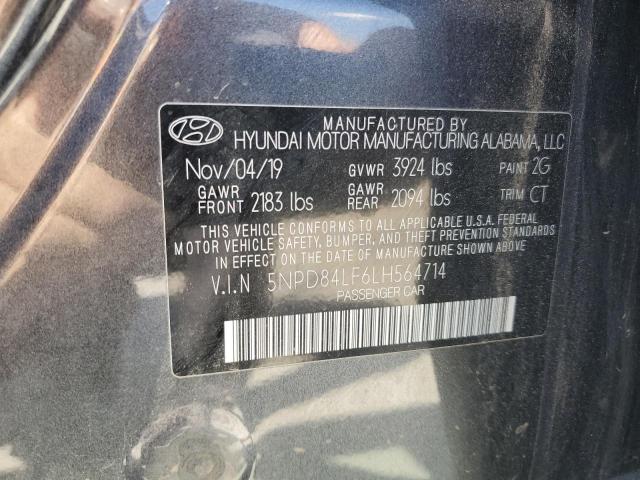 MANUFACTURED BY
HYUNDAI MOTOR MANUFACTURING ALABAMA, LLC
Nov/04/19 GVWR 3924 lbs PAINT 2G
GAWR FRONT 2183 lbs GAWR REAR 2094 lbs TRIM CT
THIS VEHICLE CONFORMS TO ALL APPLICABLE U.S.A. FEDERAL
MOTOR VEHICLE SAFETY, BUMPER, AND THEFT PREVENTION STANDARDS
IN EFFECT ON THE DATE OF MANUFACTURE SHOWN ABOVE.
V.I.N 5NPD84LF6LH564714
PASSENGER CAR